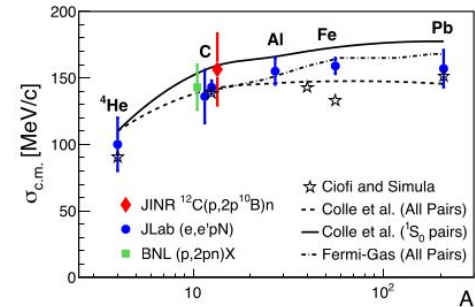 σc.m. [MeV/c]
200
150
100
50
0
⁴He
C
Al
Fe
Pb
JINR ¹²C(p,2p¹⁰B)n
JLab (e,e'pN)
BNL (p,2pn)X
Ciofi and Simula
Colle et al. (All Pairs)
Colle et al. (¹S₀ pairs)
Fermi-Gas (All Pairs)
10
10²
A